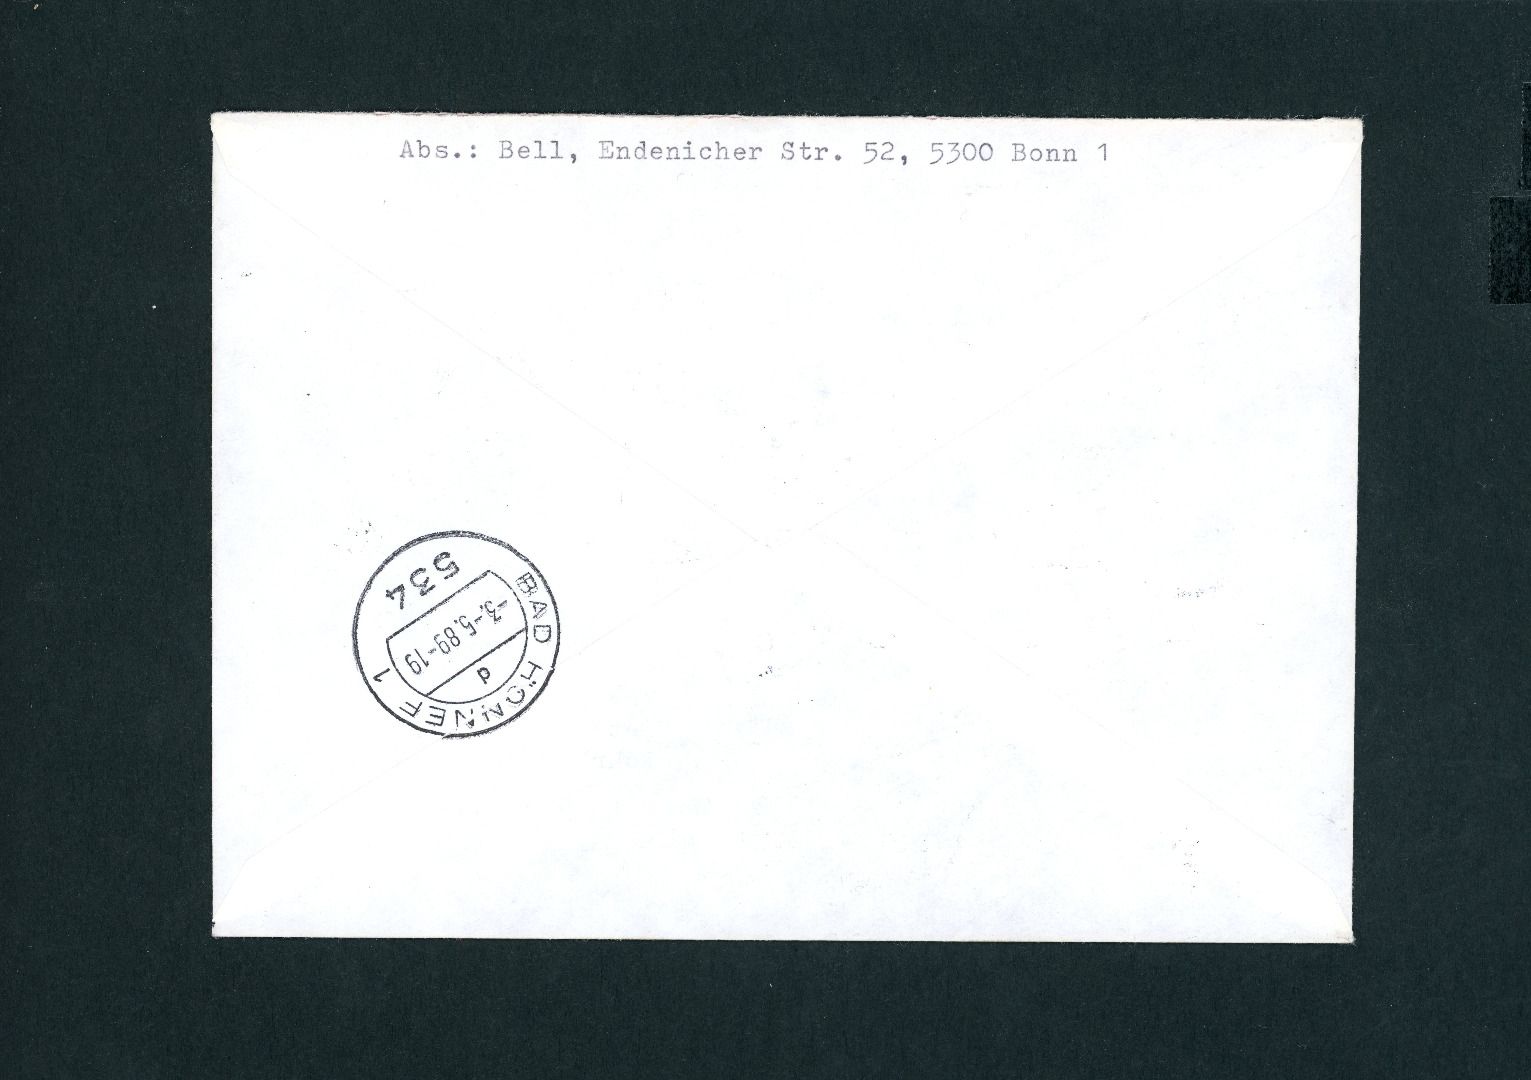 Abs.: Bell, Endenicher Str. 52, 5300 Bonn 1
534
-3.-5.89-19
d
BAD HONNEF 1